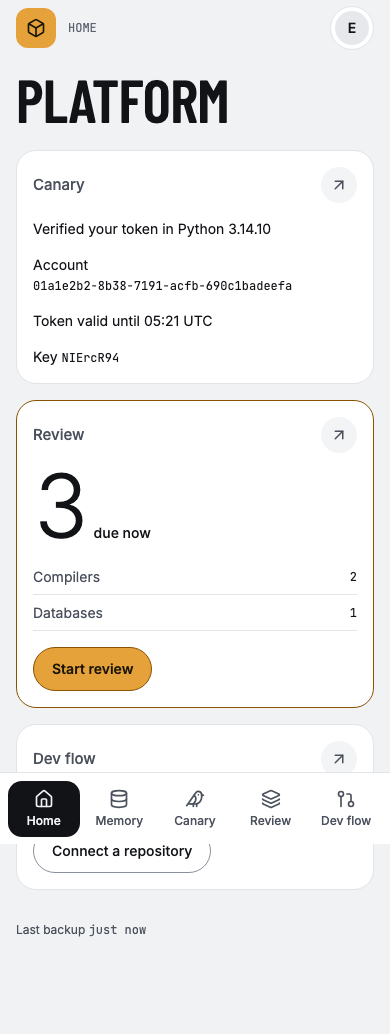 HOME
E
PLATFORM
Canary
Verified your token in Python 3.14.10
Account
01a1e2b2-8b38-7191-acfb-690c1badeefa
Token valid until 05:21 UTC
Key NIErcR94
Review
3 due now
Compilers 2
Databases 1
Start review
Dev flow
Home Memory Canary Review Dev flow
Connect a repository
Last backup just now